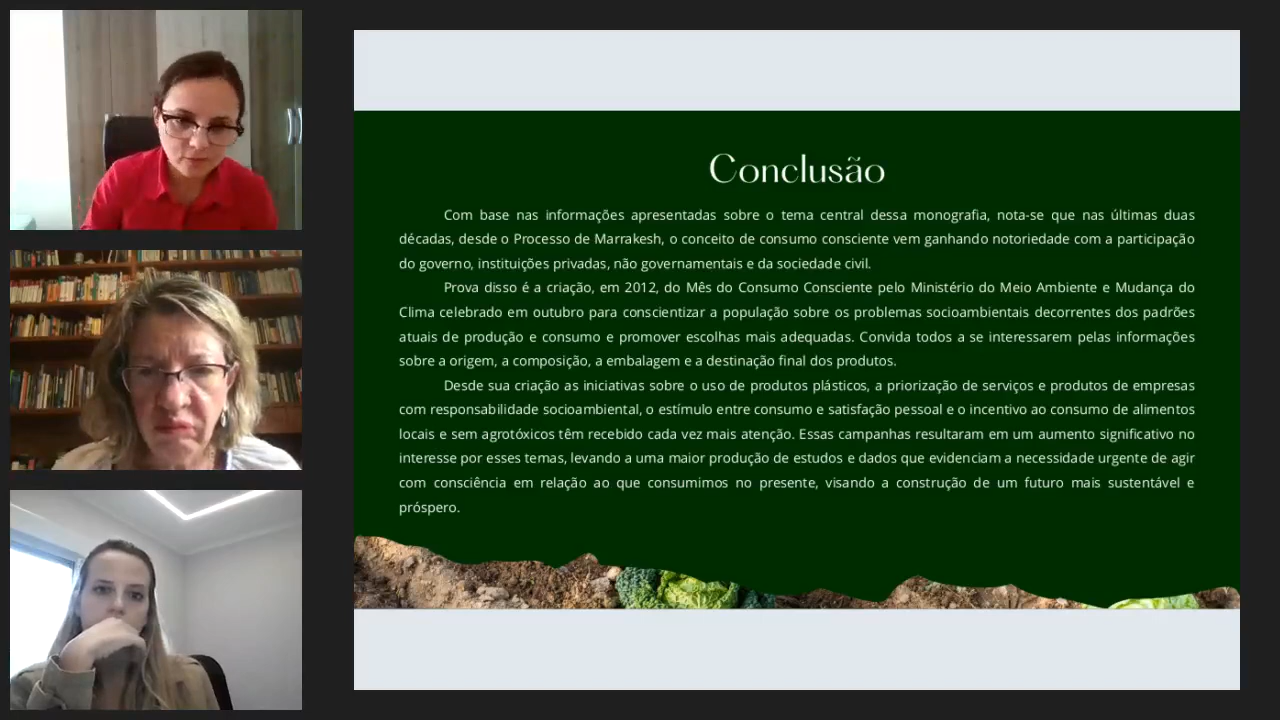 Conclusão
Com base nas informações apresentadas sobre o tema central dessa monografia, nota-se que nas últimas duas
décadas, desde o Processo de Marrakesh, o conceito de consumo consciente vem ganhando notoriedade com a participação
do governo, instituições privadas, não governamentais e da sociedade civil.
Prova disso é a criação, em 2012, do Mês do Consumo Consciente pelo Ministério do Meio Ambiente e Mudança do
Clima celebrado em outubro para conscientizar a população sobre os problemas socioambientais decorrentes dos padrões
atuais de produção e consumo e promover escolhas mais adequadas. Convida todos a se interessarem pelas informações
sobre a origem, a composição, a embalagem e a destinação final dos produtos.
Desde sua criação as iniciativas sobre o uso de produtos plásticos, a priorização de serviços e produtos de empresas
com responsabilidade socioambiental, o estímulo entre consumo e satisfação pessoal e o incentivo ao consumo de alimentos
locais e sem agrotóxicos têm recebido cada vez mais atenção. Essas campanhas resultaram em um aumento significativo no
interesse por esses temas, levando a uma maior produção de estudos e dados que evidenciam a necessidade urgente de agir
com consciência em relação ao que consumimos no presente, visando a construção de um futuro mais sustentável e
próspero.